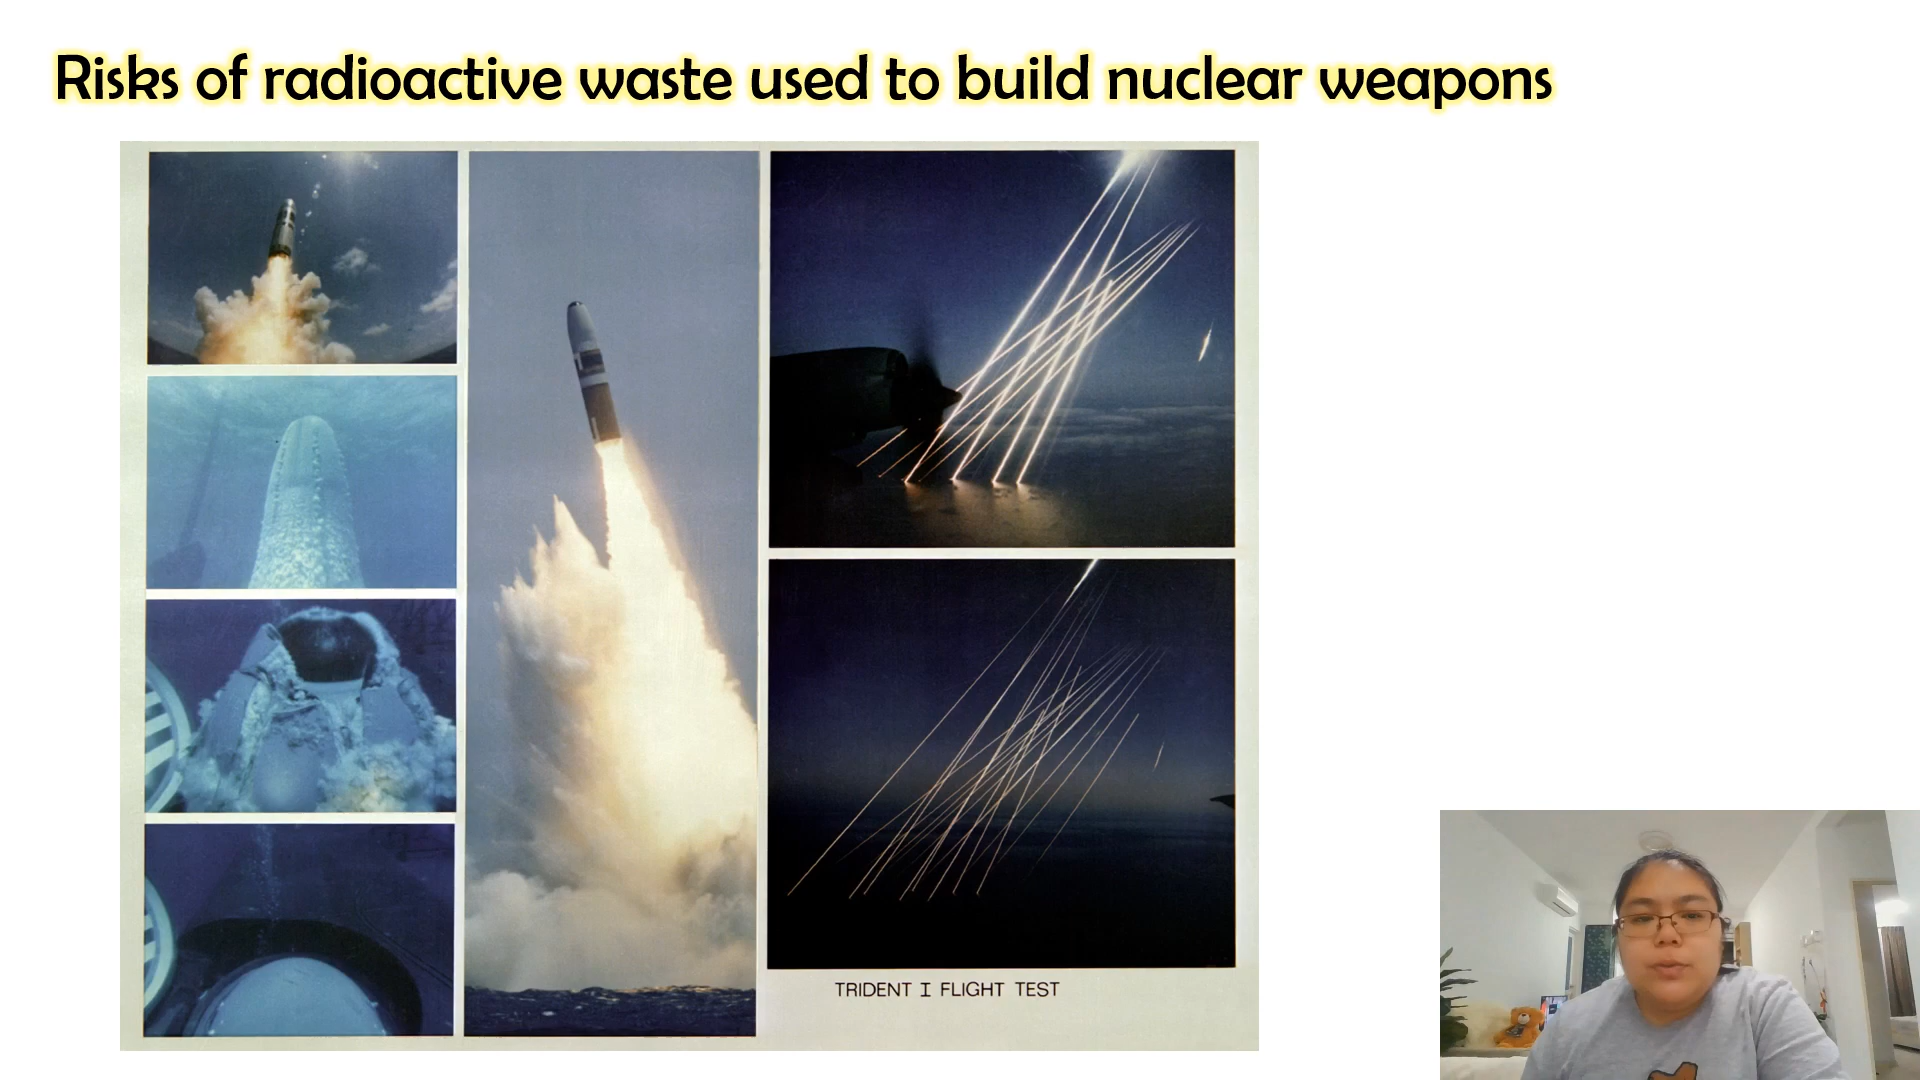 Risks of radioactive waste used to build nuclear weapons
TRIDENT I FLIGHT TEST